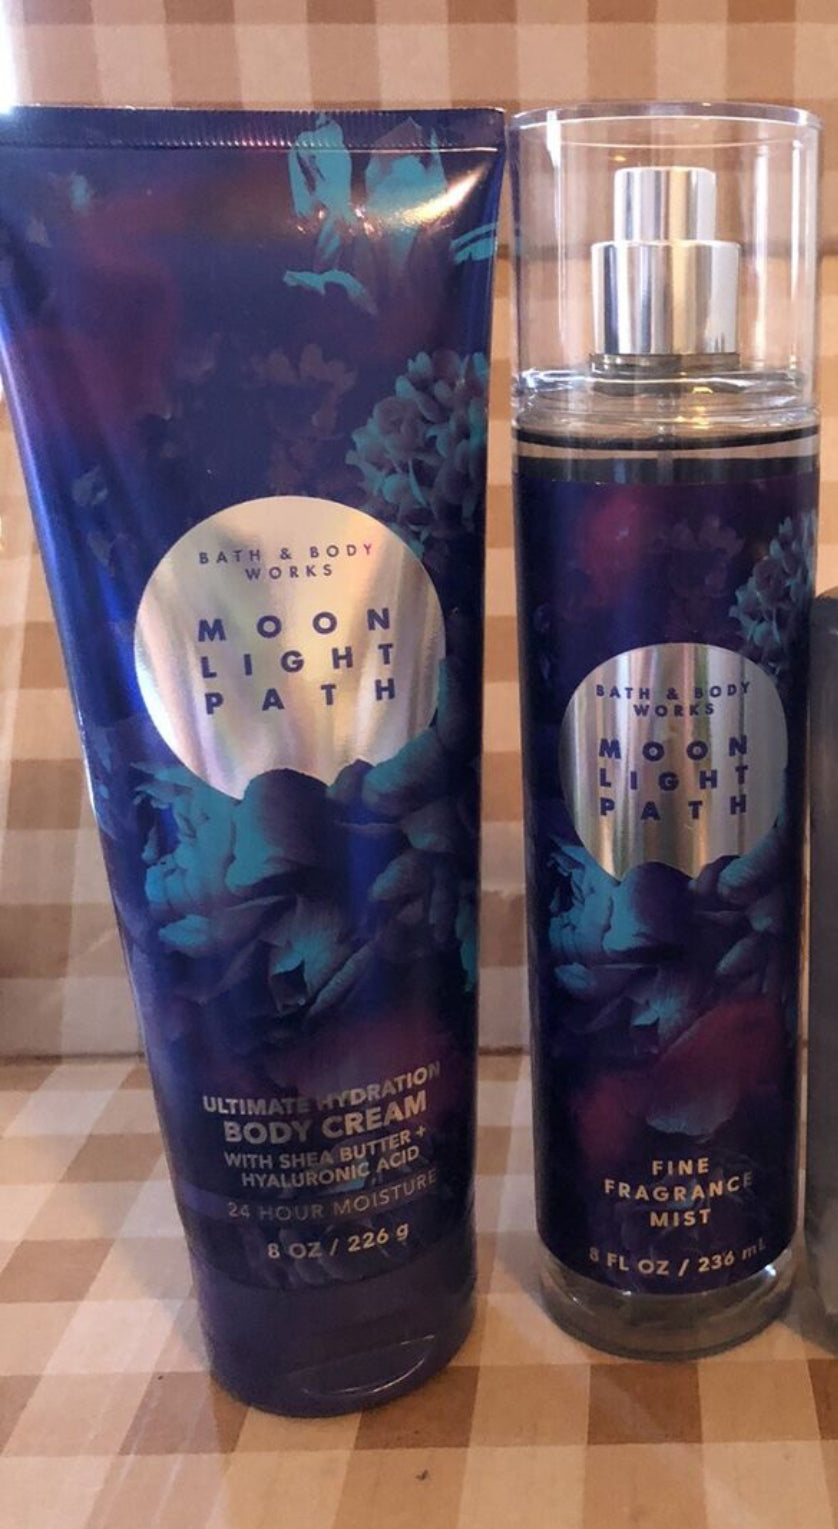 BATH & BODY
WORKS
MOON
LIGHT
PATH
ULTIMATE HYDRATION
BODY CREAM
WITH SHEA BUTTER +
HYALURONIC ACID
24 HOUR MOISTURE
8 OZ / 226 g
BATH & BODY
WORKS
MOON
LIGHT
PATH
FINE
FRAGRANCE
MIST
8 FL OZ / 236 mL